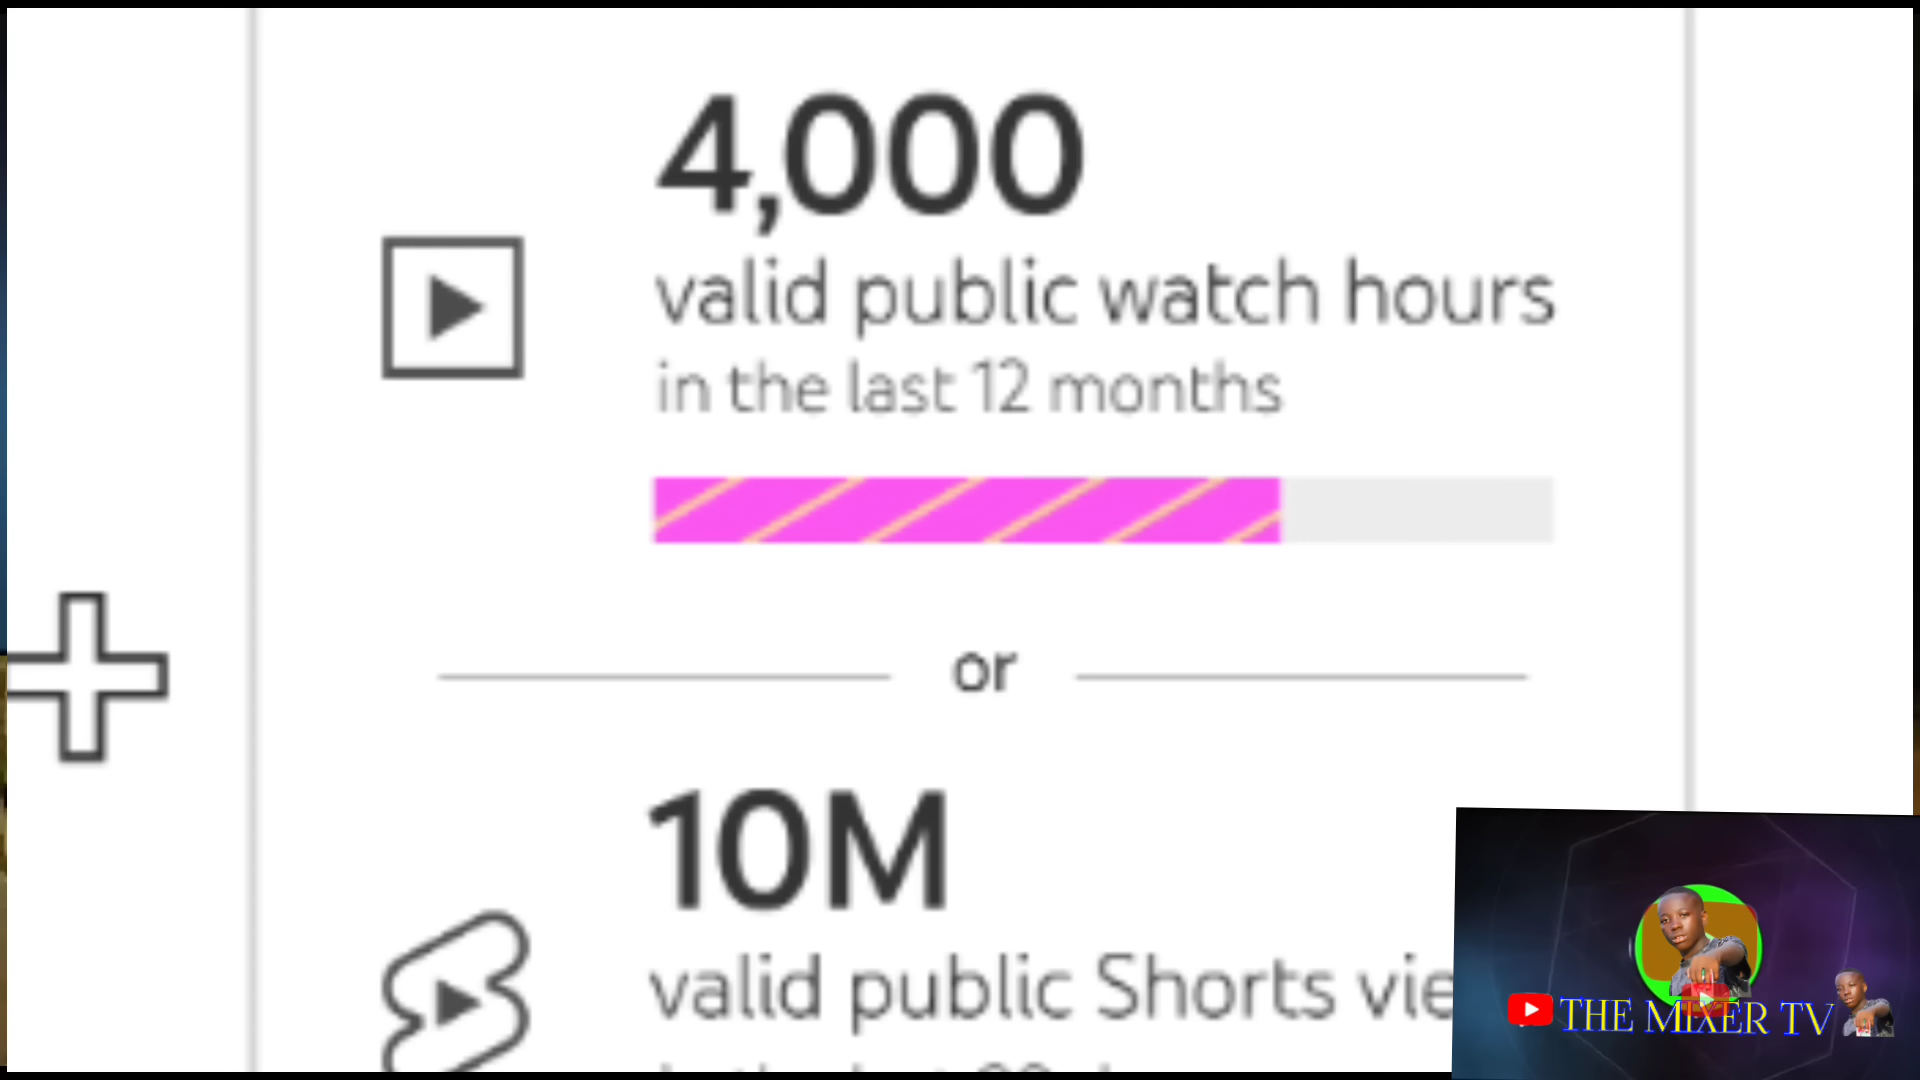 4,000
valid public watch hours
in the last 12 months
or
10M
valid public Shorts
THE MIXER TV